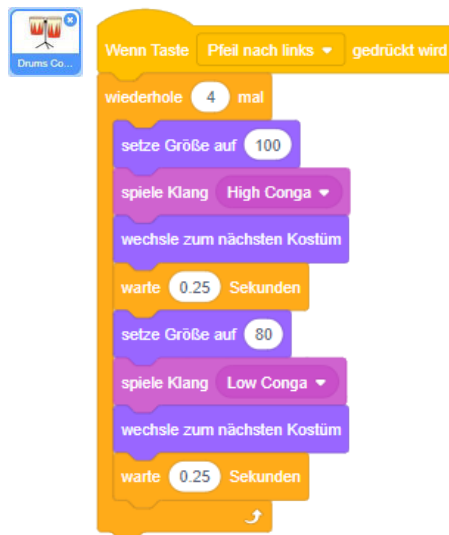 Drums Co...
Wenn Taste Pfeil nach links gedrückt wird
wiederhole 4 mal
setze Größe auf 100
spiele Klang High Conga
wechsle zum nächsten Kostüm
warte 0.25 Sekunden
setze Größe auf 80
spiele Klang Low Conga
wechsle zum nächsten Kostüm
warte 0.25 Sekunden